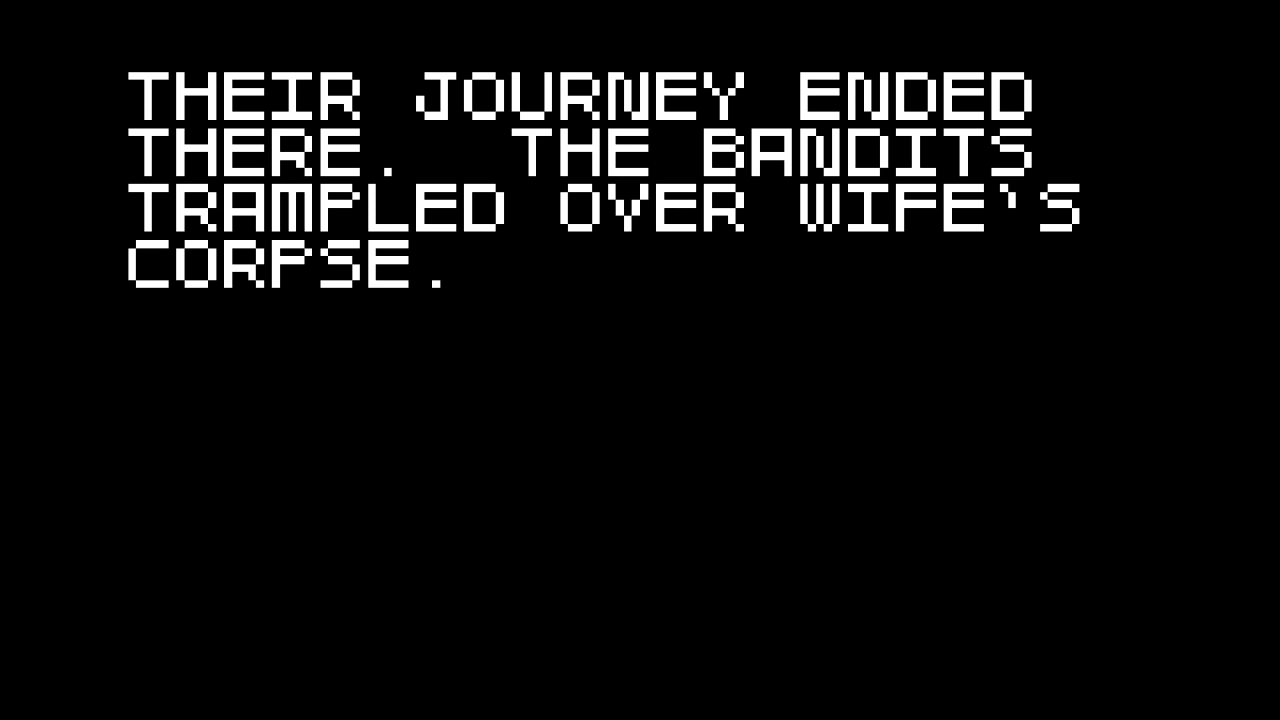 THEIR JOURNEY ENDED
THERE.  THE BANDITS
TRAMPLED OVER WIFE'S
CORPSE.